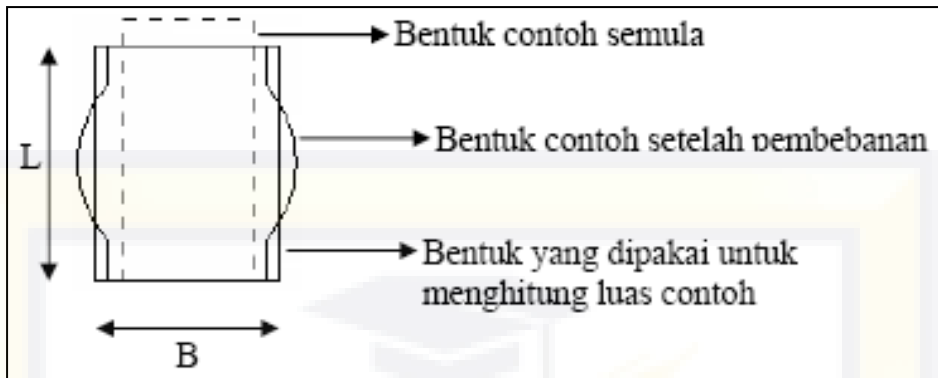 Bentuk contoh semula
L
Bentuk contoh setelah pembebanan
Bentuk yang dipakai untuk
menghitung luas contoh
B